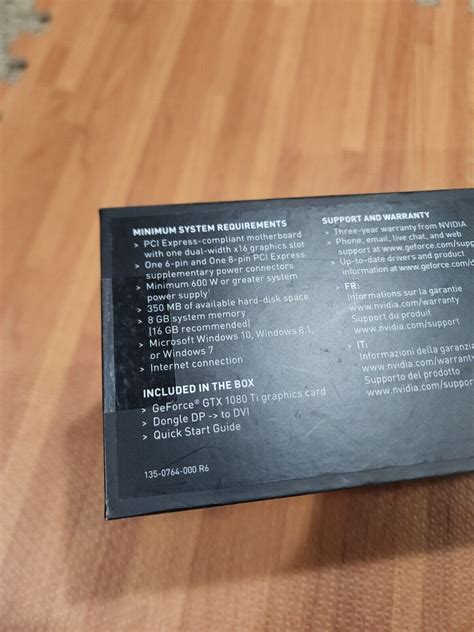 MINIMUM SYSTEM REQUIREMENTS
> PCI Express-compliant motherboard
with one dual-width x16 graphics slot
> One 6-pin and One 8-pin PCI Express
supplementary power connectors
> Minimum 600 W or greater system
power supply
> 350 MB of available hard-disk space
> 8 GB system memory
(16 GB recommended)
> Microsoft Windows 10, Windows 8.1,
or Windows 7
> Internet connection
INCLUDED IN THE BOX
> GeForce® GTX 1080 Ti graphics card
> Dongle DP -> to DVI
> Quick Start Guide
135-0764-000 R6
SUPPORT AND WARRANTY
> Three-year warranty from NVIDIA
> Phone, email, live chat, and web
support at www.geforce.com/supp
> Up-to-date drivers and product
information at www.geforce.com/
> FR:
Informations sur la garantie
www.nvidia.com/warranty
Support du produit
www.nvidia.com/support
> IT:
Informazioni della garanzia
www.nvidia.com/warranty
Supporto del prodotto
www.nvidia.com/support